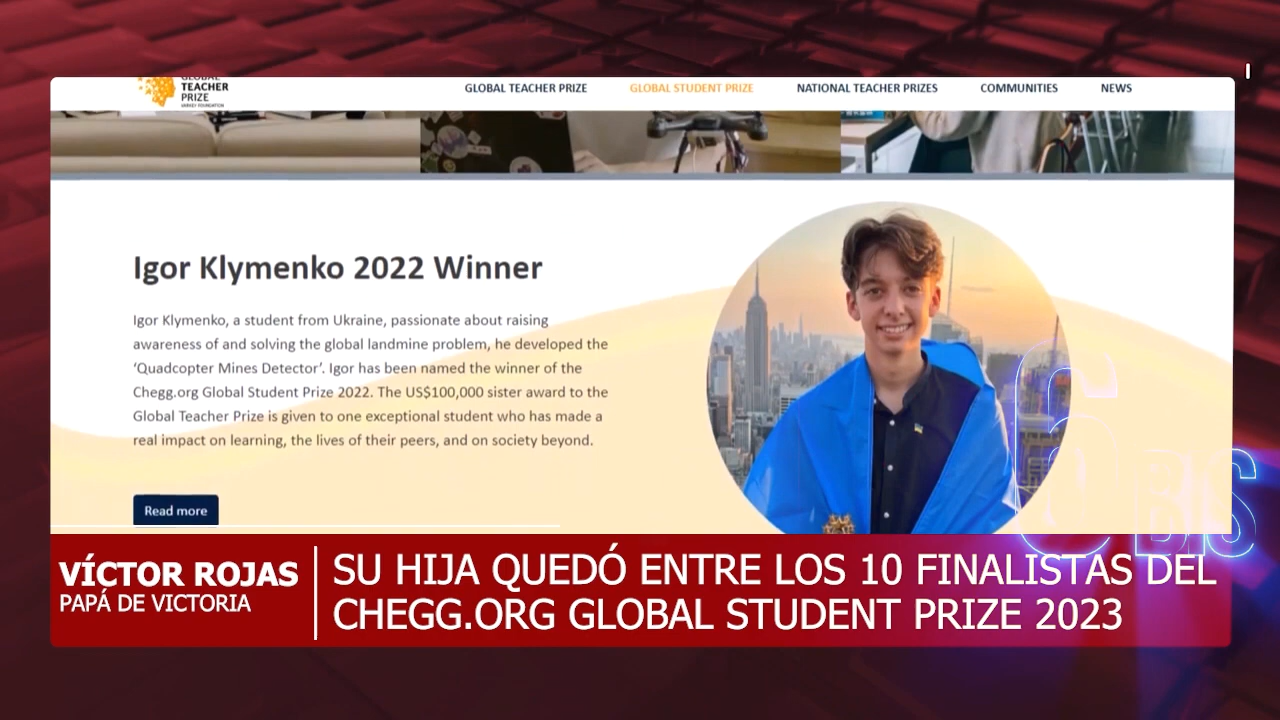 GLOBAL
TEACHER
PRIZE
VARKEY FOUNDATION
GLOBAL TEACHER PRIZE GLOBAL STUDENT PRIZE NATIONAL TEACHER PRIZES COMMUNITIES NEWS
Igor Klymenko 2022 Winner
Igor Klymenko, a student from Ukraine, passionate about raising
awareness of and solving the global landmine problem, he developed the
‘Quadcopter Mines Detector’. Igor has been named the winner of the
Chegg.org Global Student Prize 2022. The US$100,000 sister award to the
Global Teacher Prize is given to one exceptional student who has made a
real impact on learning, the lives of their peers, and on society beyond.
Read more
VÍCTOR ROJAS
PAPÁ DE VICTORIA
SU HIJA QUEDÓ ENTRE LOS 10 FINALISTAS DEL
CHEGG.ORG GLOBAL STUDENT PRIZE 2023